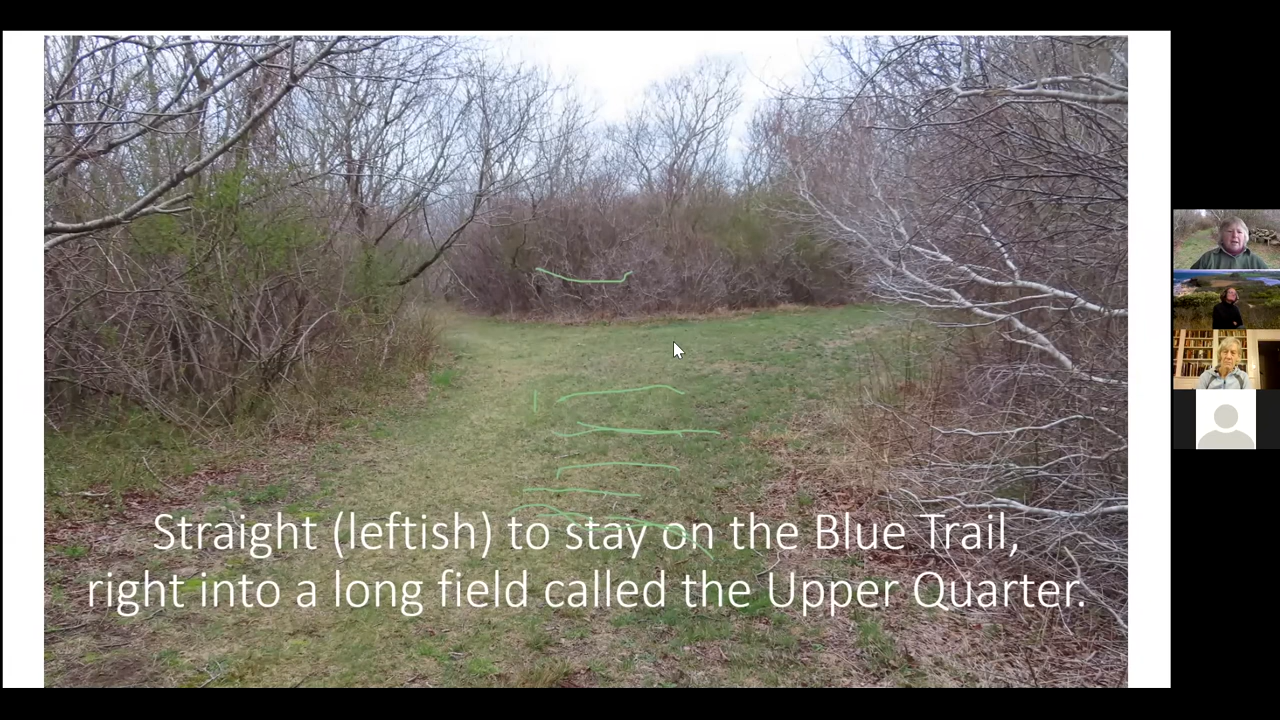 Straight (leftish) to stay on the Blue Trail,
right into a long field called the Upper Quarter.